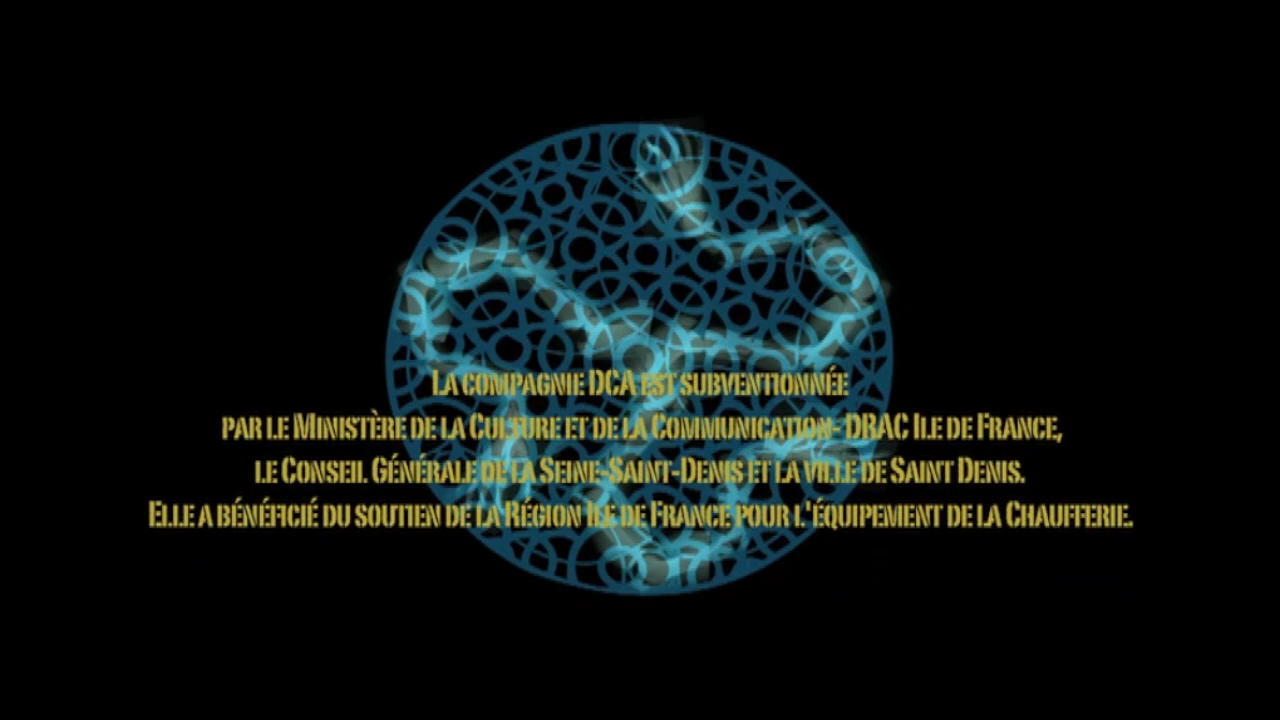 La compagnie DCA est subventionnée
par le Ministère de la Culture et de la Communication- DRAC Ile de France,
le Conseil Générale de la Seine-Saint-Denis et la ville de Saint Denis.
Elle a bénéficié du soutien de la Région Ile de France pour l'équipement de la Chaufferie.